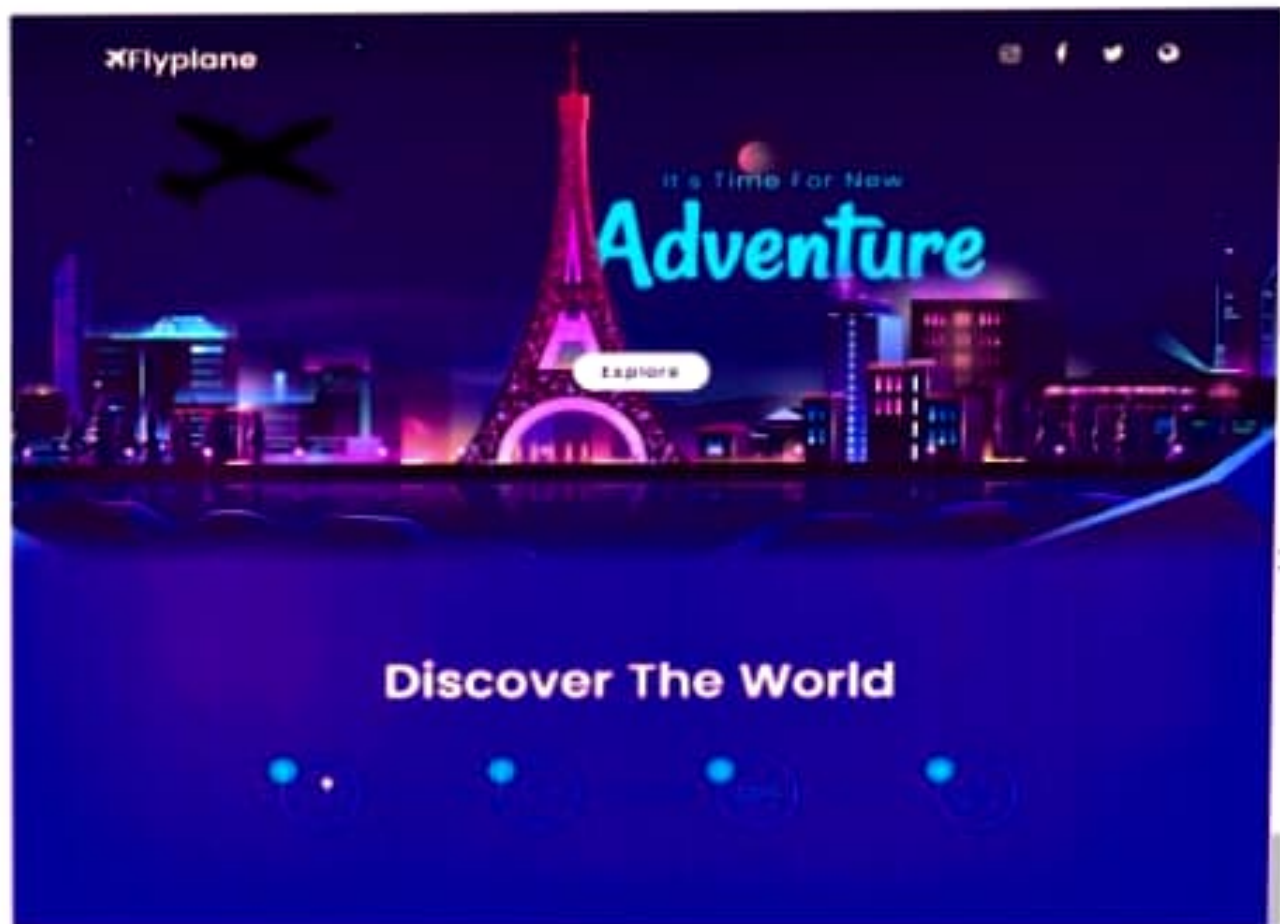 Flyplane
It's Time For New
Adventure
Explore
Discover The World